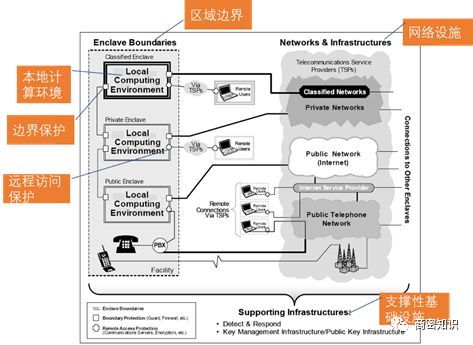 区域边界
网络设施
Enclave Boundaries
Networks & Infrastructures
Classified Enclave
Telecommunications Service
Providers (TSPs)
本地计
算环境
Local
Computing
Environment
Via
TSPs
Remote
Users
Classified Networks
Private Networks
边界保护
Private Enclave
Local
Computing
Environment
Via
TSPs
Remote
Users
Public Network
(Internet)
Connections to Other Enclaves
远程访问
保护
Public Enclave
Local
Computing
Environment
Internet Service Provider
Remote
Connections
Via TSPs
Public Telephone
Network
PBX
Facility
支撑性基
础设施
Enclave Boundaries
Boundary Protection (Guard, Firewall, etc.)
Remote Access Protection
(Communications Servers, Encryption, etc.)
Supporting Infrastructures:
• Detect & Respond
• Key Management Infrastructure/Public Key Infrastructure
商密知识